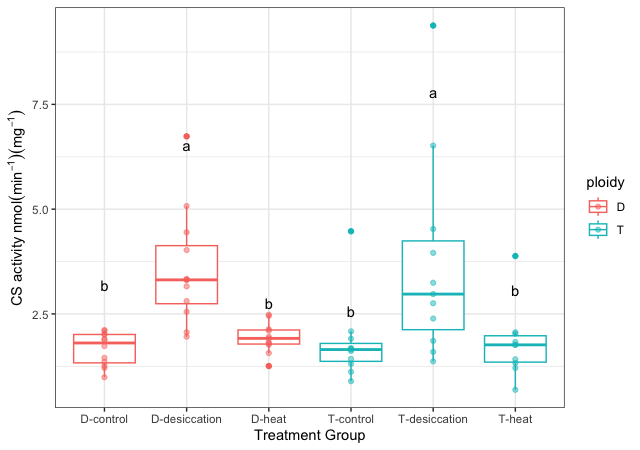 CS activity nmol(min⁻¹)(mg⁻¹)
7.5
5.0
2.5
b
a
b
b
a
b
D-control D-desiccation D-heat T-control T-desiccation T-heat
Treatment Group
ploidy
D
T